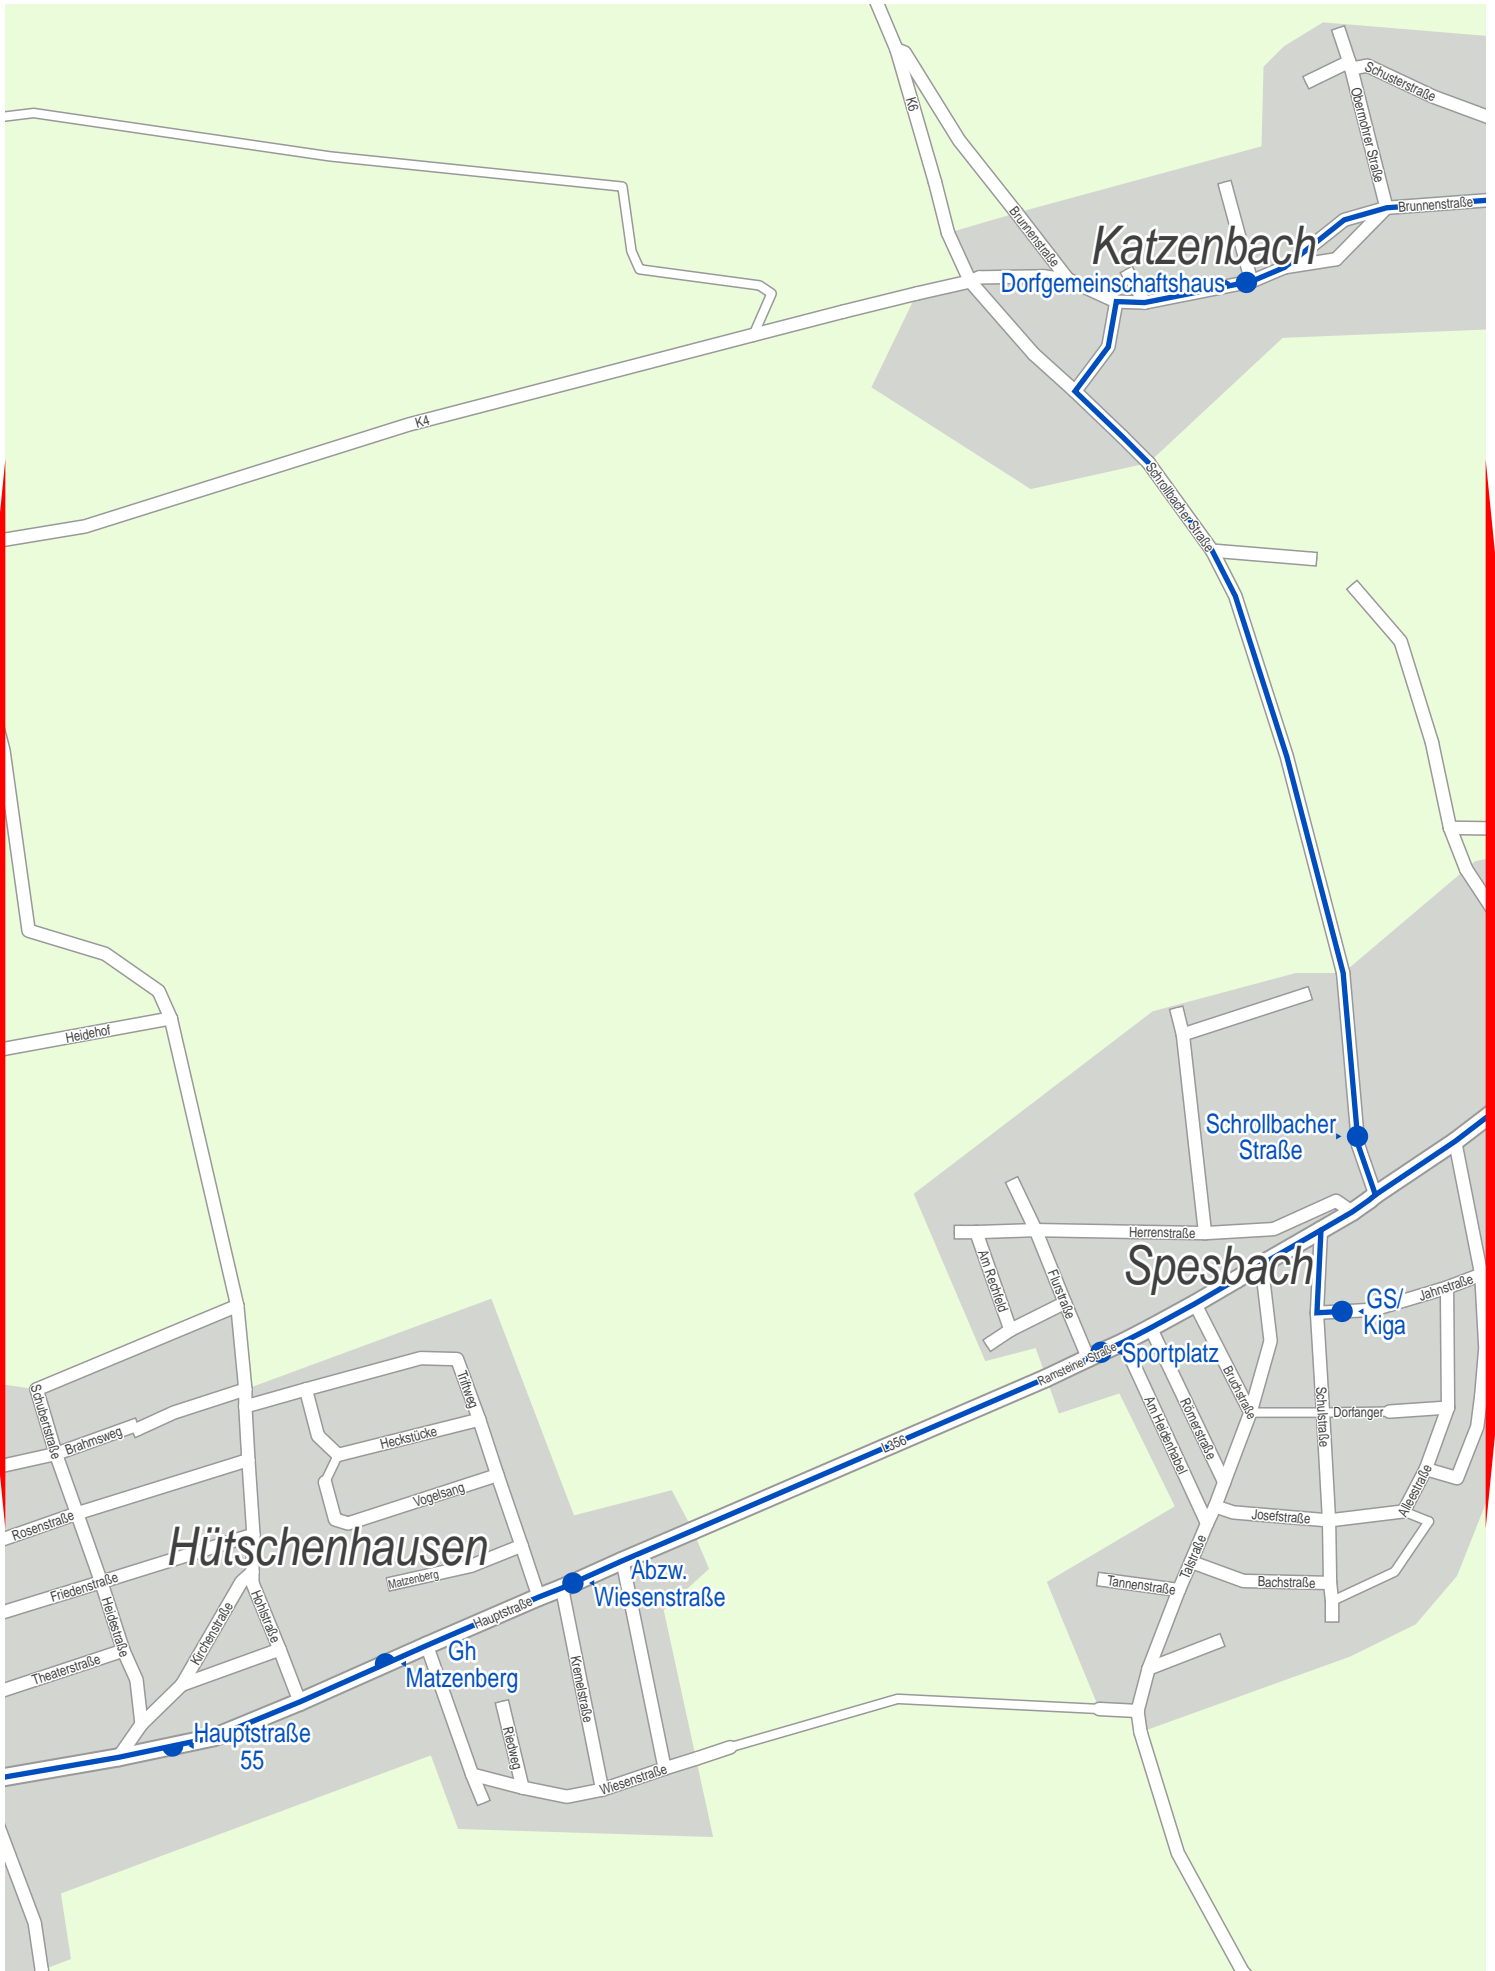 Schusterstraße
K6
Obermohrer Straße
Brunnenstraße
Brunnenstraße
Katzenbach
Dorfgemeinschaftshaus
K4
Schrollbacher Straße
Heidehof
Schrollbacher
Straße
Herrenstraße
Spesbach
Am Rechfeld
Flurstraße
Jahnstraße
GS/
Kiga
Sportplatz
Ramsteiner Straße
Bruchstraße
Römerstraße
Am Heidenhabel
Schulstraße
Dorfanger
Schubertstraße
Triftweg
Brahmsweg
Heckstücke
L356
Vogelsang
Alleestraße
Josefstraße
Rosenstraße
Hütschenhausen
Talstraße
Friedenstraße
Matzenberg
Abzw.
Wiesenstraße
Tannenstraße
Bachstraße
Heidestraße
Hohlstraße
Kirchenstraße
Hauptstraße
Gh
Matzenberg
Theaterstraße
Kremelstraße
Riedweg
Hauptstraße
55
Wiesenstraße